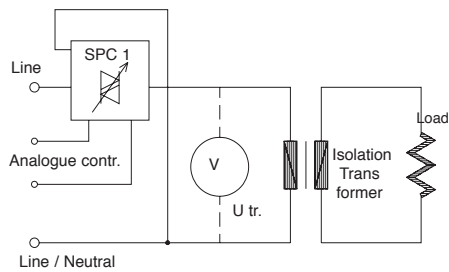 SPC 1
Line
Load
Analogue contr.
V
Isolation
Trans
former
U tr.
Line / Neutral